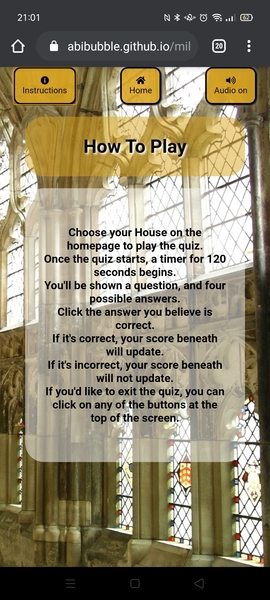 21:01
62
abibubble.github.io/mil
20
Instructions
Home
Audio on
How To Play
Choose your House on the
homepage to play the quiz.
Once the quiz starts, a timer for 120
seconds begins.
You'll be shown a question, and four
possible answers.
Click the answer you believe is
correct.
If it's correct, your score beneath
will update.
If it's incorrect, your score beneath
will not update.
If you'd like to exit the quiz, you can
click on any of the buttons at the
top of the screen.